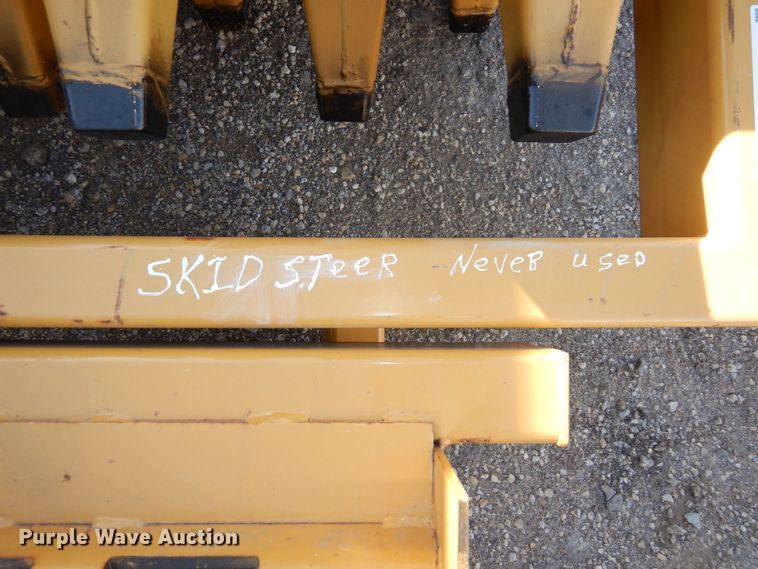 SKID STEER - NEVER USED
Purple Wave Auction